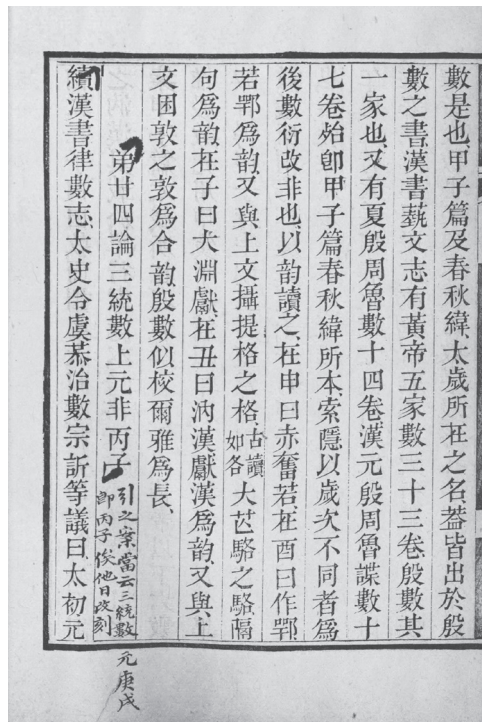 數是也甲子篇及春秋緯太歲所在之名葢皆出於殷
數之書漢書藝文志有黃帝五家數三十三卷殷數其
一家也又有夏殷周魯數十四卷漢元殷周魯諜數十
七卷殆卽甲子篇春秋緯所本索隱以歲次不同者爲
後數衍改非也以韵讀之在申曰赤奮若在酉曰作鄂
若鄂爲韵又與上文攝提格之格古讀如各大芒駱之駱隔
句爲韵在子曰大淵獻在丑曰汭漢獻漢爲韵又與上
文困敦之敦爲合韵殷數似校爾雅爲長
弟廿四論三統數上元非丙子
引之案當云三統數元庚戌
卽丙子俟他日改刻
續漢書律數志太史令虞恭治數宗訢等議曰太初元